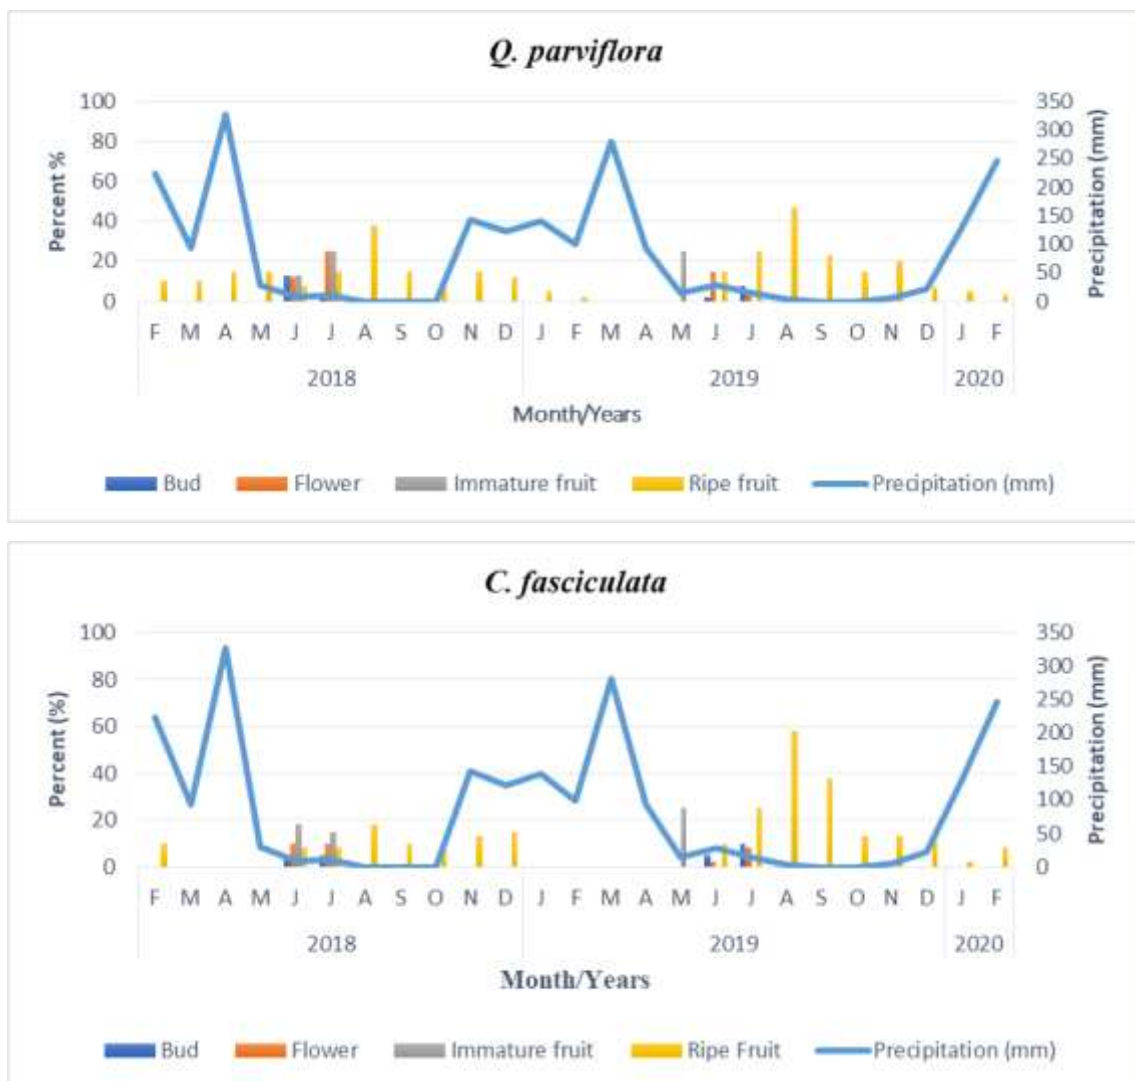 Q. parviflora
Percent %
100
80
60
40
20
0
350
300
250
200
150
100
50
0
Precipitation (mm)
F M A M J J A S O N D J F M A M J J A S O N D J F
2018 2019 2020
Month/Years
Bud Flower Immature fruit Ripe fruit Precipitation (mm)
C. fasciculata
Percent (%)
100
80
60
40
20
0
350
300
250
200
150
100
50
0
Precipitation (mm)
F M A M J J A S O N D J F M A M J J A S O N D J F
2018 2019 2020
Month/Years
Bud Flower Immature fruit Ripe Fruit Precipitation (mm)